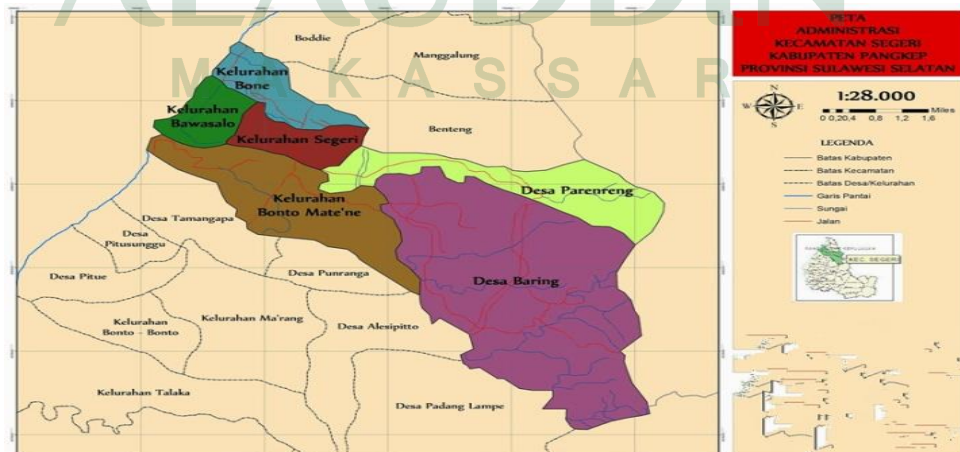 ALAUDDIN
MAKASSAR
Boddie
Manggalung
Kelurahan
Bone
Kelurahan
Bawasalo
Kelurahan Segeri
Benteng
Desa Parenreng
Kelurahan
Bonto Mate'ne
Desa Tamangapa
Desa
Pitusunggu
Desa Pitue
Desa Punranga
Desa Baring
Kelurahan
Bonto - Bonto
Kelurahan Ma'rang
Desa Alesipitto
Kelurahan Talaka
Desa Padang Lampe
PETA
ADMINISTRASI
KECAMATAN SEGERI
KABUPATEN PANGKEP
PROVINSI SULAWESI SELATAN
N
W E
S
1:28.000
Miles
0 0,20,4 0,8 1,2 1,6
LEGENDA
Batas Kabupaten
Batas Kecamatan
Batas Desa/Kelurahan
Garis Pantai
Sungai
Jalan
KEC. SEGERI